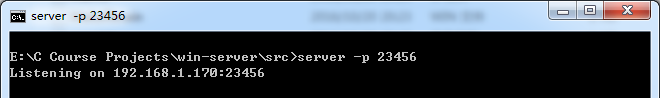 server -p 23456
E:\C Course Projects\win-server\src>server -p 23456
Listening on 192.168.1.170:23456